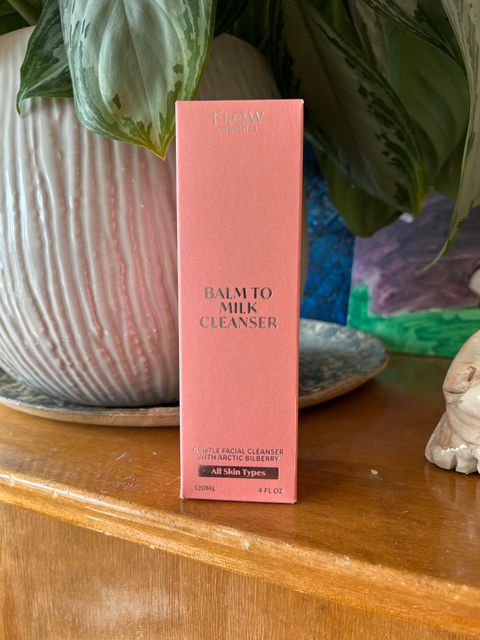 FLOW
COSMETICS
BALM TO
MILK
CLEANSER
GENTLE FACIAL CLEANSER
WITH ARCTIC BILBERRY
All Skin Types
120ML 4 FL OZ